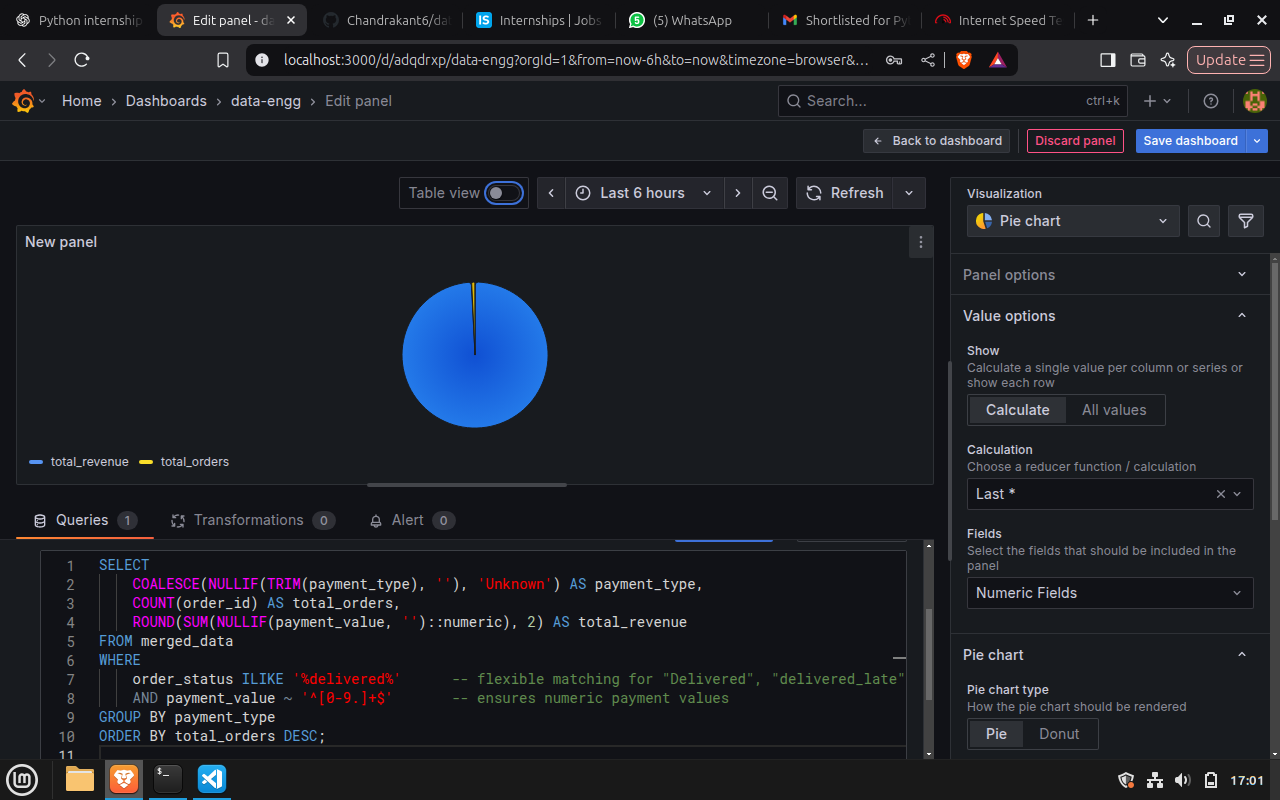 Python internship
Edit panel - da
Chandrakant6/dat
Internships | Jobs
(5) WhatsApp
Shortlisted for Py
Internet Speed Te
localhost:3000/d/adqdrxp/data-engg?orgId=1&from=now-6h&to=now&timezone=browser&...
Update
Home › Dashboards › data-engg › Edit panel
Search...
ctrl+k
Back to dashboard
Discard panel
Save dashboard
Table view
Last 6 hours
Refresh
New panel
total_revenue
total_orders
Queries 1
Transformations 0
Alert 0
1 SELECT
2 COALESCE(NULLIF(TRIM(payment_type), ''), 'Unknown') AS payment_type,
3 COUNT(order_id) AS total_orders,
4 ROUND(SUM(NULLIF(payment_value, '')::numeric), 2) AS total_revenue
5 FROM merged_data
6 WHERE
7 order_status ILIKE '%delivered%' -- flexible matching for "Delivered", "delivered_late"
8 AND payment_value ~ '^[0-9.]+$' -- ensures numeric payment values
9 GROUP BY payment_type
10 ORDER BY total_orders DESC;
11
Visualization
Pie chart
Panel options
Value options
Show
Calculate a single value per column or series or
show each row
Calculate
All values
Calculation
Choose a reducer function / calculation
Last *
Fields
Select the fields that should be included in the
panel
Numeric Fields
Pie chart
Pie chart type
How the pie chart should be rendered
Pie
Donut
17:01